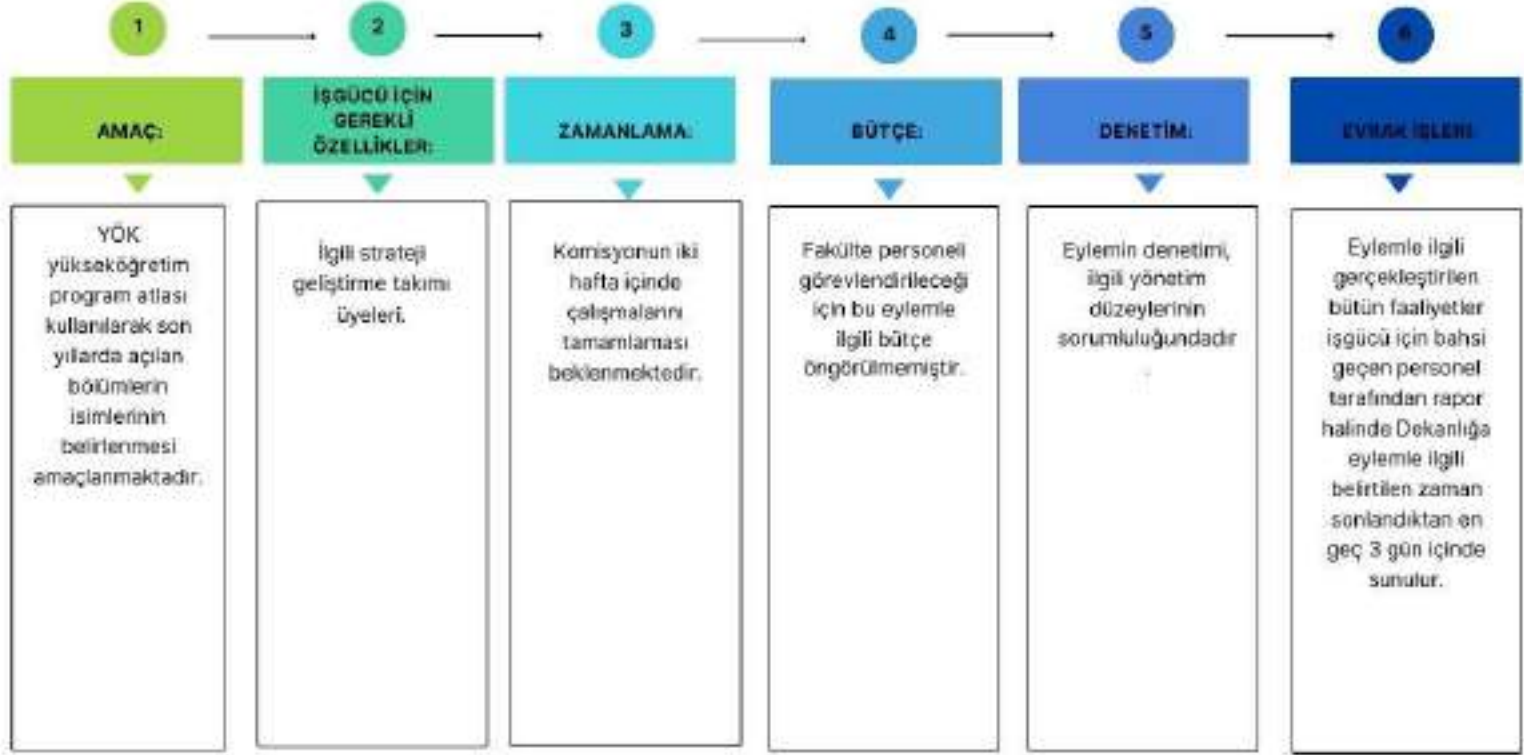 1
2
3
4
5
6
AMAÇ:
İŞGÜCÜ İÇİN
GEREKLİ
ÖZELLİKLER:
ZAMANLAMA:
BÜTÇE:
DENETİM:
EVRAK İŞLERİ:
YÖK
yükseköğretim
program atlası
kullanılarak son
yıllarda açılan
bölümlerin
isimlerinin
belirlenmesi
amaçlanmaktadır.
İlgili strateji
geliştirme takımı
üyeleri.
Komisyonun iki
hafta içinde
çalışmalarını
tamamlaması
beklenmektedir.
Fakülte personeli
görevlendirileceği
için bu eylemle
ilgili bütçe
öngörülmemiştir.
Eylemin denetimi,
ilgili yönetim
düzeylerinin
sorumluluğundadır
.
Eylemle ilgili
gerçekleştirilen
bütün faaliyetler
işgücü için bahsi
geçen personel
tarafından rapor
halinde Dekanlığa
eylemle ilgili
belirtilen zaman
sonlandıktan en
geç 3 gün içinde
sunulur.